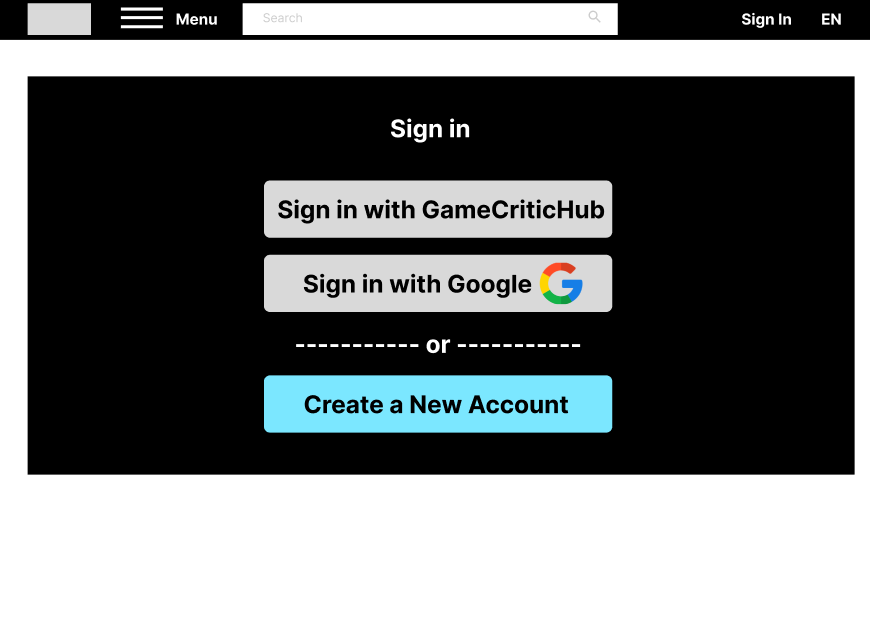 Menu
Search
Sign In
EN
Sign in
Sign in with GameCriticHub
Sign in with Google
----------- or -----------
Create a New Account